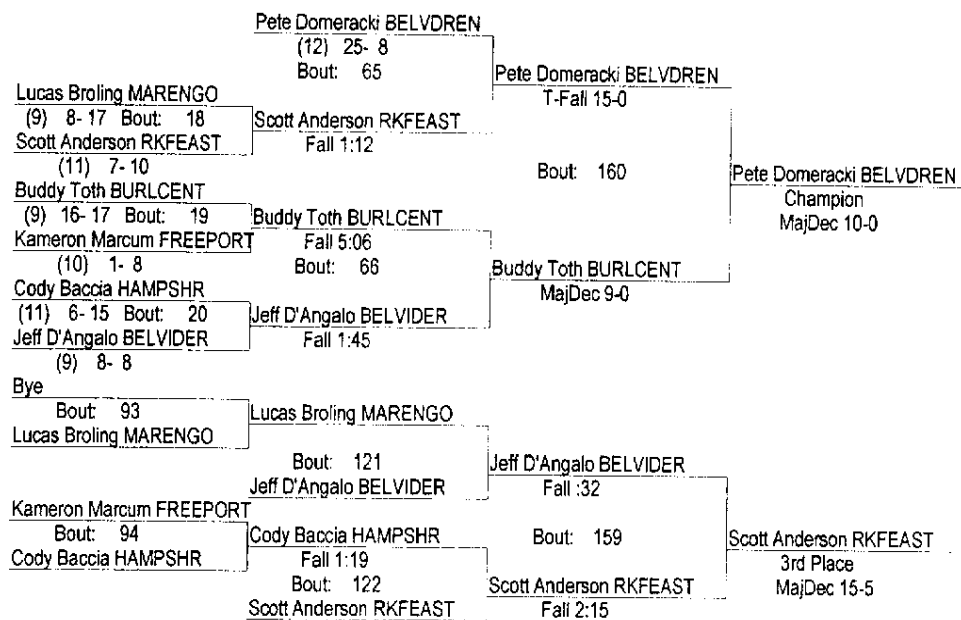 Pete Domeracki BELVDREN
(12) 25- 8
Bout: 65
Pete Domeracki BELVDREN
T-Fall 15-0
Lucas Broling MARENGO
(9) 8- 17 Bout: 18
Scott Anderson RKFEAST
Fall 1:12
Scott Anderson RKFEAST
(11) 7- 10
Bout: 160
Pete Domeracki BELVDREN
Champion
MajDec 10-0
Buddy Toth BURLCENT
(9) 16- 17 Bout: 19
Buddy Toth BURLCENT
Fall 5:06
Kameron Marcum FREEPORT
(10) 1- 8
Bout: 66
Buddy Toth BURLCENT
MajDec 9-0
Cody Baccia HAMPSHR
(11) 6- 15 Bout: 20
Jeff D'Angalo BELVIDER
Fall 1:45
Jeff D'Angalo BELVIDER
(9) 8- 8
Bye
Bout: 93
Lucas Broling MARENGO
Lucas Broling MARENGO
Bout: 121
Jeff D'Angalo BELVIDER
Jeff D'Angalo BELVIDER
Fall :32
Kameron Marcum FREEPORT
Bout: 94
Cody Baccia HAMPSHR
Cody Baccia HAMPSHR
Fall 1:19
Bout: 122
Scott Anderson RKFEAST
Bout: 159
Scott Anderson RKFEAST
Fall 2:15
Scott Anderson RKFEAST
3rd Place
MajDec 15-5